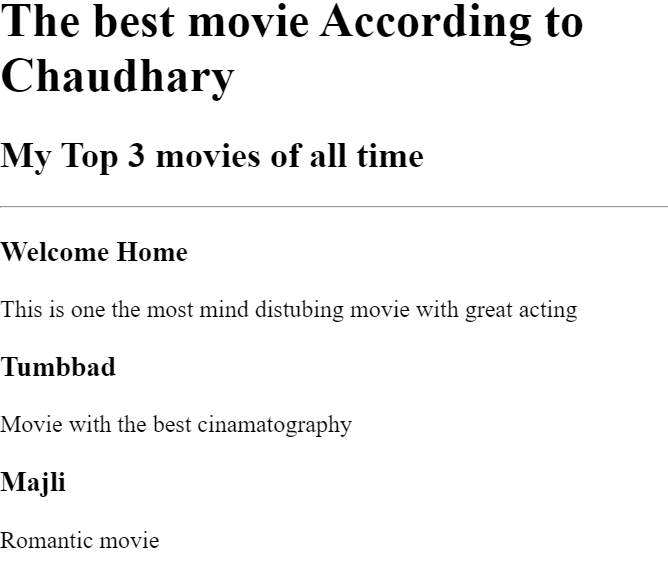 The best movie According to
Chaudhary
My Top 3 movies of all time
Welcome Home
This is one the most mind distubing movie with great acting
Tumbbad
Movie with the best cinamatography
Majli
Romantic movie